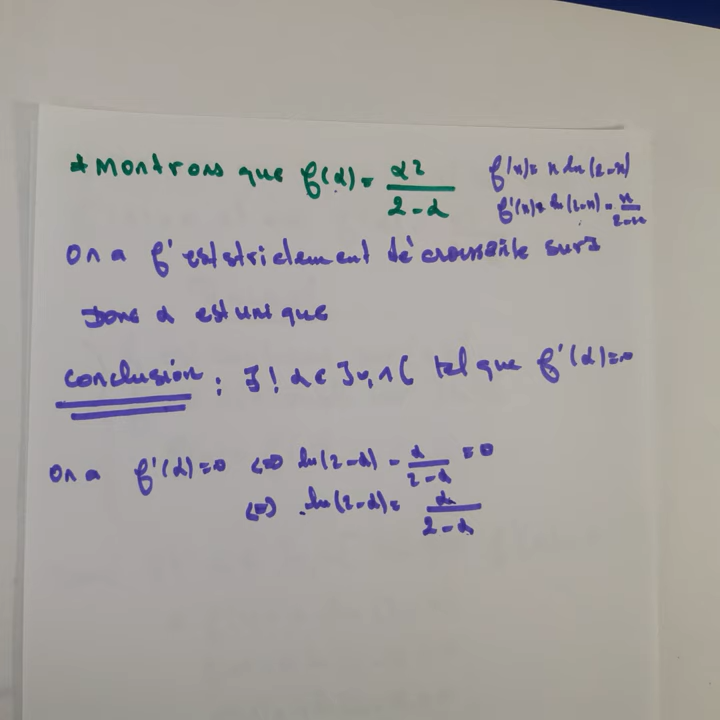 * Montrons que f(α) = α²/(2-α)
f(x) = x ln(2-x)
f'(x) = ln(2-x) - x/(2-x)
On a f' est strictement décroissante sur I
Donc α est unique
conclusion : ∃! α ∈ ]0,1[ tel que f'(α)=0
On a f'(α)=0 ⇔ ln(2-α) - α/(2-α) = 0
⇔ ln(2-α) = α/(2-α)